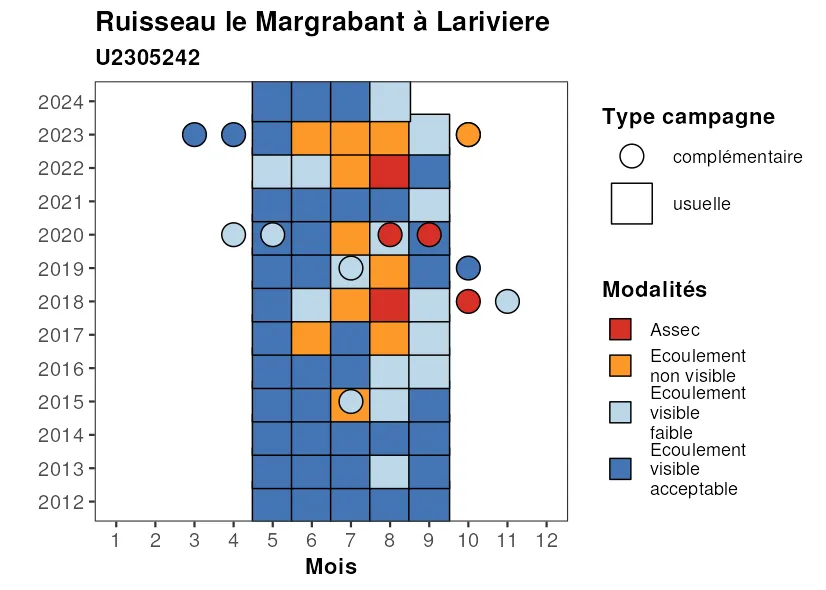 Ruisseau le Margrabant à Lariviere
U2305242
2024
2023
2022
2021
2020
2019
2018
2017
2016
2015
2014
2013
2012
1 2 3 4 5 6 7 8 9 10 11 12
Mois
Type campagne
complémentaire
usuelle
Modalités
Assec
Ecoulement
non visible
Ecoulement
visible
faible
Ecoulement
visible
acceptable